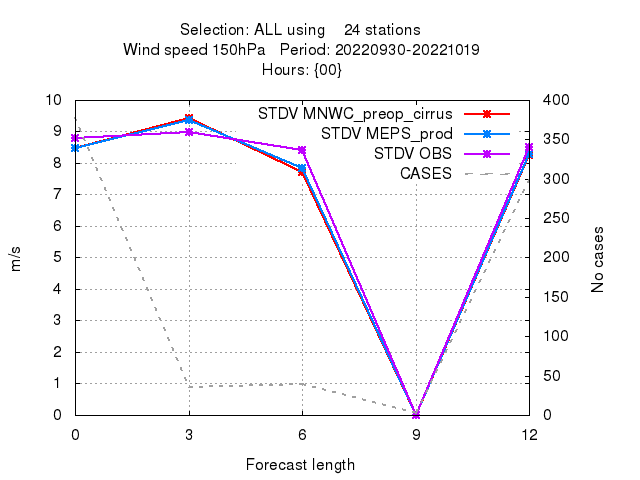 Selection: ALL using    24 stations
Wind speed 150hPa   Period: 20220930-20221019
Hours: {00}
STDV MNWC_preop_cirrus
STDV MEPS_prod
STDV OBS
CASES
10
9
8
7
6
5
4
3
2
1
0
m/s
400
350
300
250
200
150
100
50
0
No cases
0 3 6 9 12
Forecast length